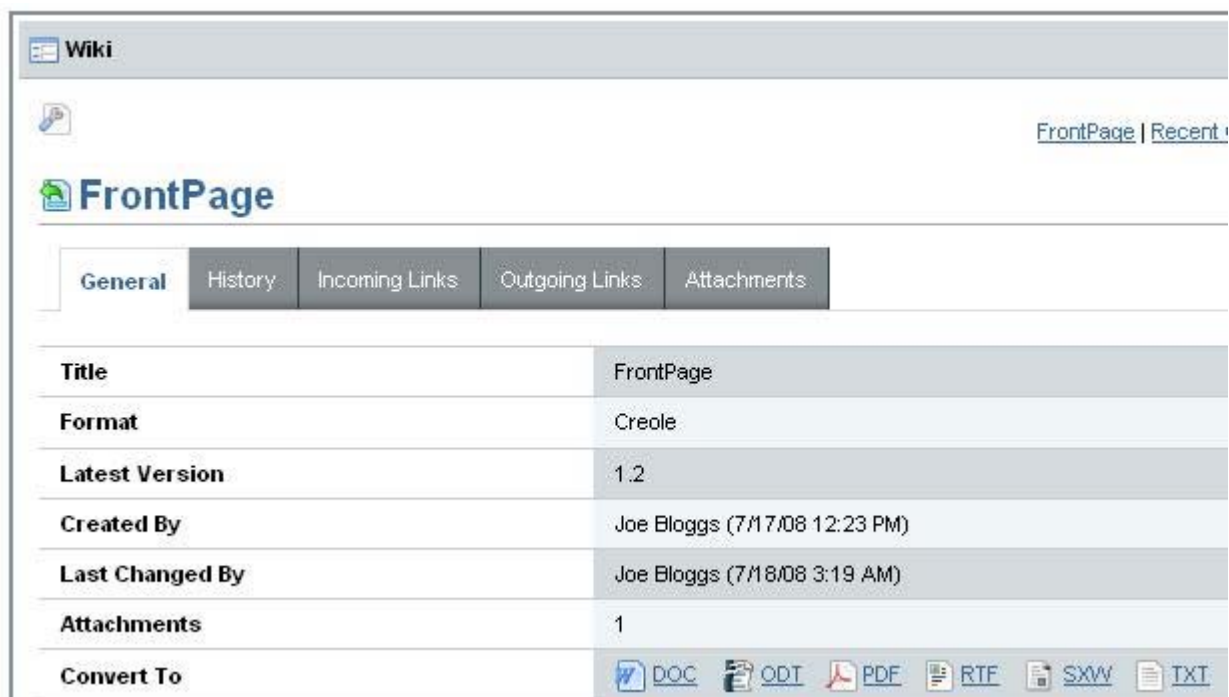 Wiki
FrontPage | Recent
FrontPage
General History Incoming Links Outgoing Links Attachments
Title FrontPage
Format Creole
Latest Version 1.2
Created By Joe Bloggs (7/17/08 12:23 PM)
Last Changed By Joe Bloggs (7/18/08 3:19 AM)
Attachments 1
Convert To DOC ODT PDF RTF SXW TXT